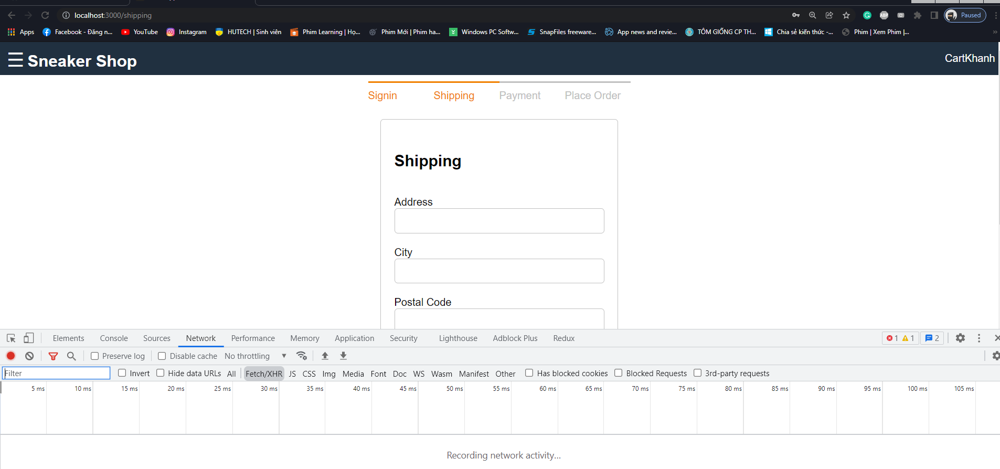 localhost:3000/shipping
Paused
Apps Facebook - Đăng n... YouTube Instagram HUTECH | Sinh viên Phim Learning | Họ... Phim Mới | Phim ha... Windows PC Softw... SnapFiles freeware... App news and revie... TÔM GIỐNG CP TH... Chia sẻ kiến thức -... Phim | Xem Phim |... »
☰ Sneaker Shop CartKhanh
Signin Shipping Payment Place Order
Shipping
Address
City
Postal Code
Elements Console Sources Network Performance Memory Application Security Lighthouse Adblock Plus Redux 1 1 2
Preserve log Disable cache No throttling
Filter Invert Hide data URLs All Fetch/XHR JS CSS Img Media Font Doc WS Wasm Manifest Other Has blocked cookies Blocked Requests 3rd-party requests
5 ms 10 ms 15 ms 20 ms 25 ms 30 ms 35 ms 40 ms 45 ms 50 ms 55 ms 60 ms 65 ms 70 ms 75 ms 80 ms 85 ms 90 ms 95 ms 100 ms 105 ms
Recording network activity...